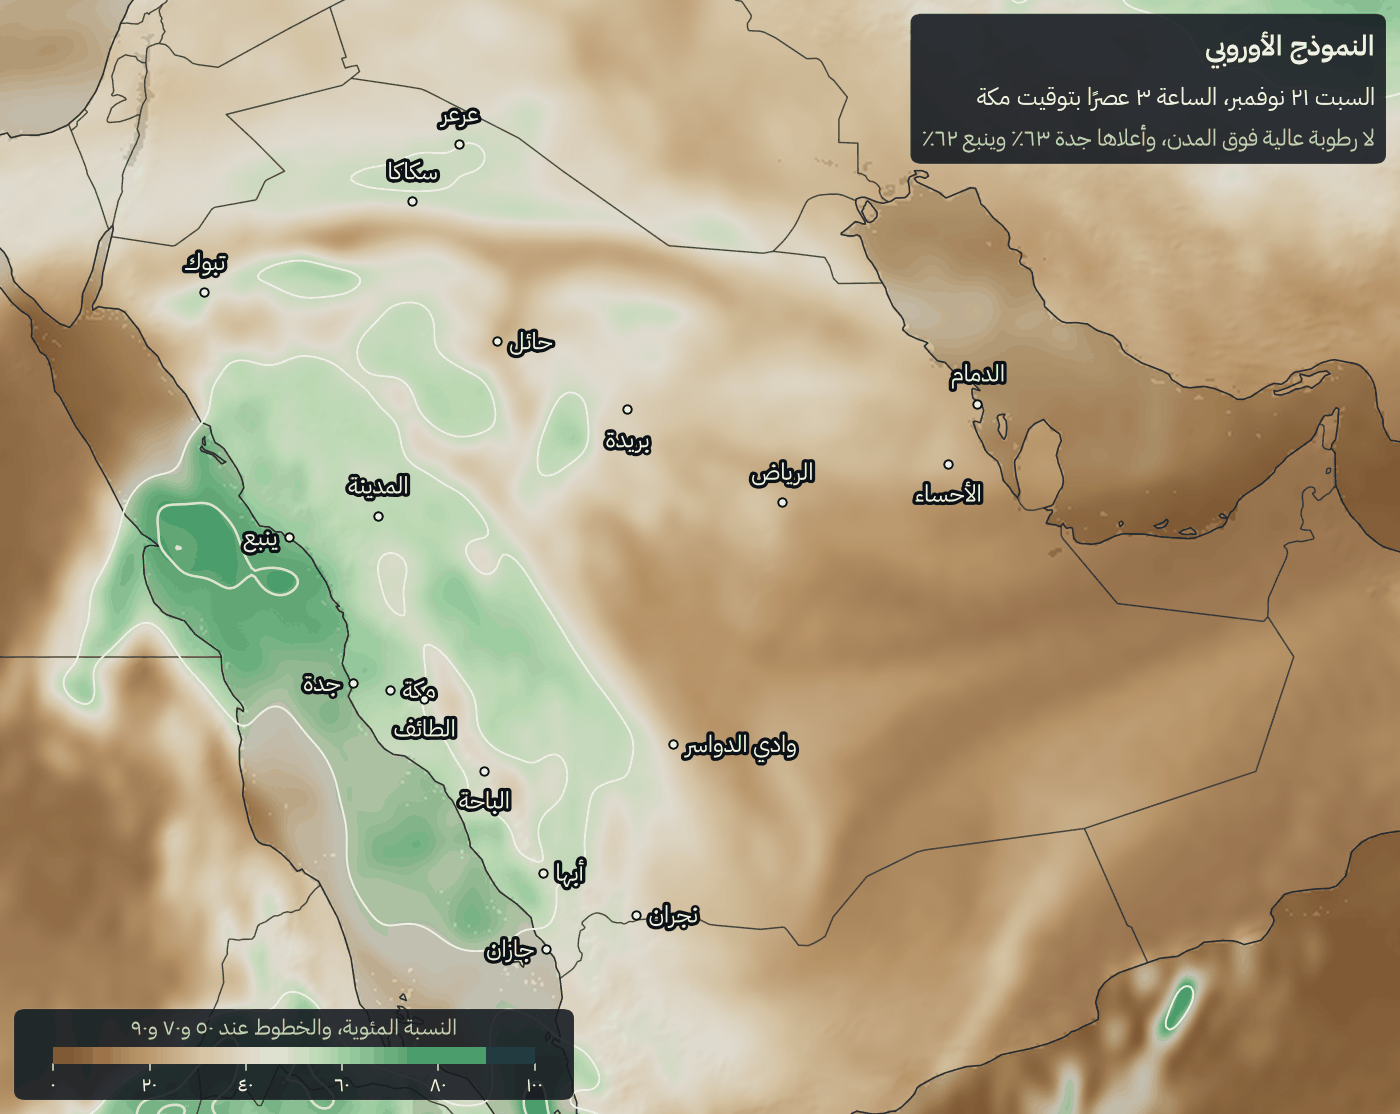 النموذج الأوروبي
السبت ٢١ نوفمبر، الساعة ٣ عصرًا بتوقيت مكة
لا رطوبة عالية فوق المدن، وأعلاها جدة ٦٣٪ وينبع ٦٢٪
عرعر
سكاكا
تبوك
حائل
الدمام
بريدة
الرياض
الأحساء
المدينة
ينبع
جدة
مكة
الطائف
وادي الدواسر
الباحة
أبها
نجران
جازان
النسبة المئوية، والخطوط عند ٥٠ و٧٠ و٩٠
٠ ٢٠ ٤٠ ٦٠ ٨٠ ١٠٠